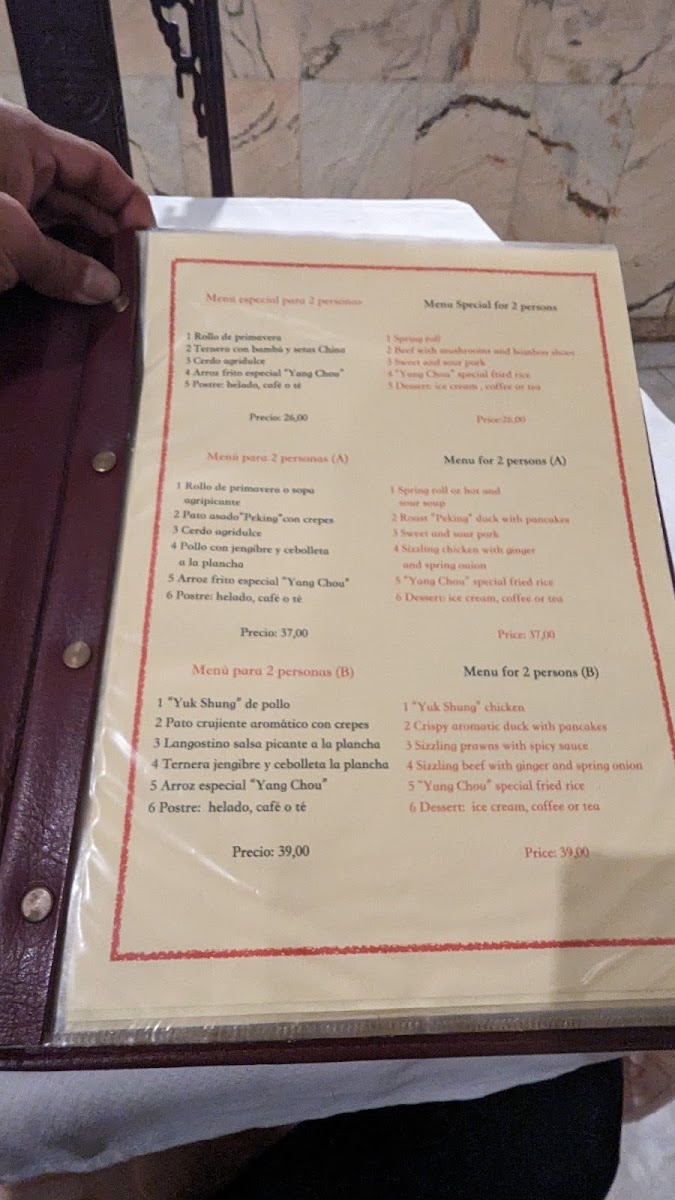 Menú especial para 2 personas
1 Rollo de primavera
2 Ternera con bambú y setas China
3 Cerdo agridulce
4 Arroz frito especial "Yang Chou"
5 Postre: helado, cafè o té
Precio: 26,00
Menu Special for 2 persons
1 Spring roll
2 Beef with mushrooms and bamboo shoos
3 Sweet and sour pork
4 "Yang Chou" special fried rice
5 Dessert: ice cream , coffee or tea
Price:26,00
Menù para 2 personas (A)
1 Rollo de primavera o sopa
agripicante
2 Pato asado"Peking"con crepes
3 Cerdo agridulce
4 Pollo con jengibre y cebolleta
a la plancha
5 Arroz frito especial "Yang Chou"
6 Postre: helado, cafè o tè
Precio: 37,00
Menu for 2 persons (A)
1 Spring roll or hot and
sour soup
2 Roast "Peking" duck with pancakes
3 Sweet and sour pork
4 Sizzling chicken with ginger
and spring onion
5 "Yang Chou" special fried rice
6 Dessert: ice cream, coffee or tea
Price: 37,00
Menù para 2 personas (B)
1 "Yuk Shung" de pollo
2 Pato crujiente aromático con crepes
3 Langostino salsa picante a la plancha
4 Ternera jengibre y cebolleta la plancha
5 Arroz especial "Yang Chou"
6 Postre: helado, cafè o té
Precio: 39,00
Menu for 2 persons (B)
1 "Yuk Shung" chicken
2 Crispy aromatic duck with pancakes
3 Sizzling prawns with spicy sauce
4 Sizzling beef with ginger and spring onion
5 "Yang Chou" special fried rice
6 Dessert: ice cream, coffee or tea
Price: 39,00